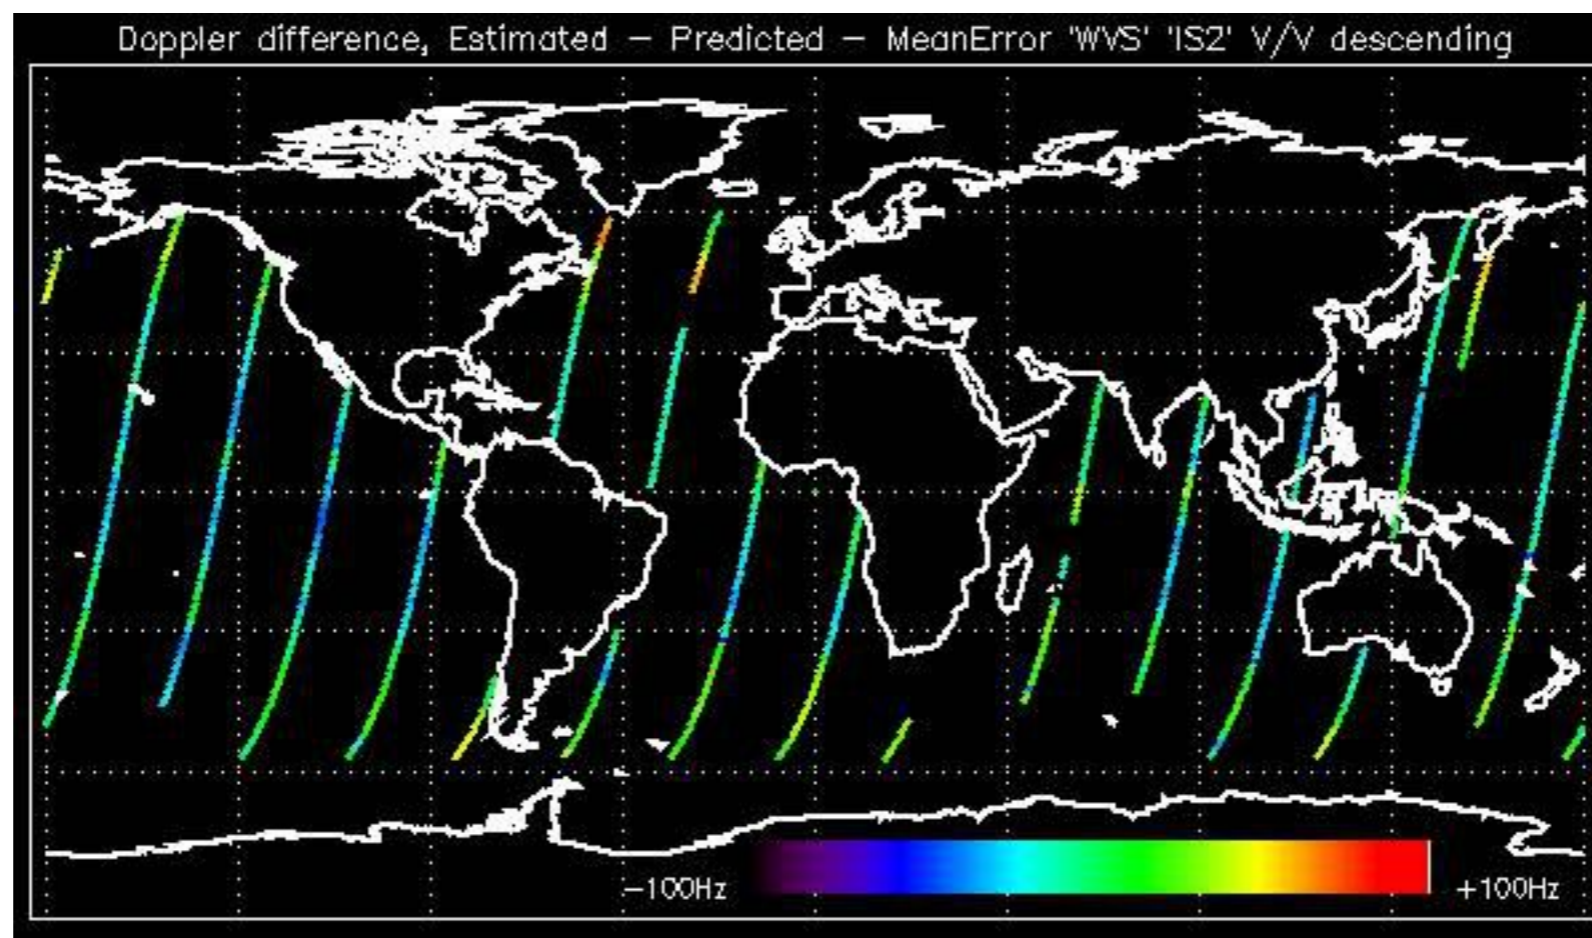 Doppler difference, Estimated - Predicted - MeanError 'WVS' 'IS2' V/V descending
-100Hz +100Hz